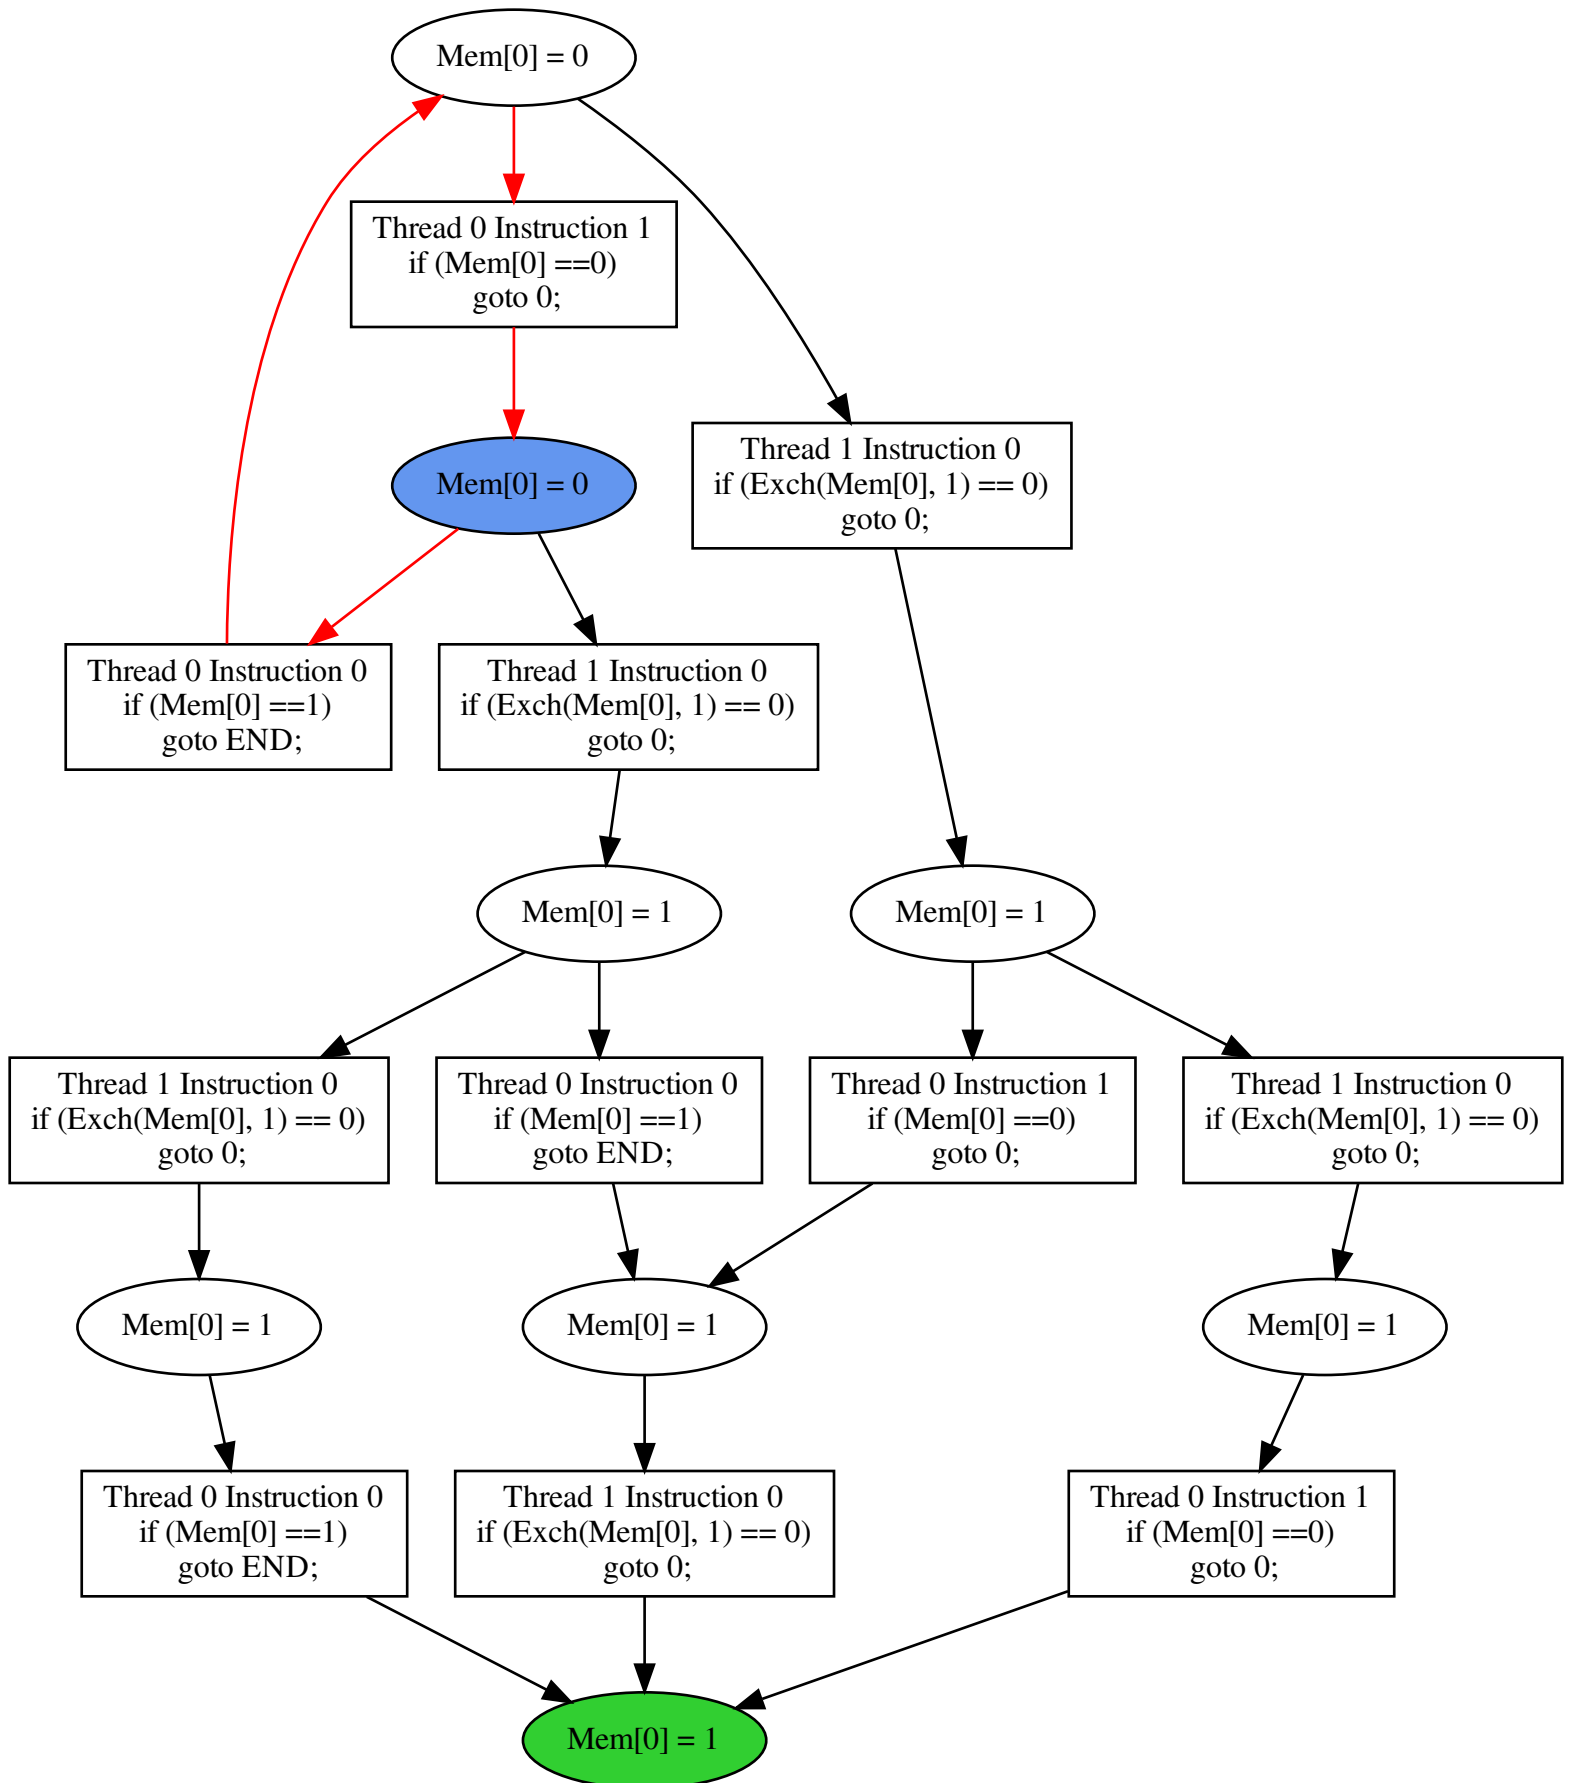 Mem[0] = 0
Thread 0 Instruction 1
if (Mem[0] ==0)
goto 0;
Thread 1 Instruction 0
if (Exch(Mem[0], 1) == 0)
goto 0;
Mem[0] = 0
Thread 0 Instruction 0
if (Mem[0] ==1)
goto END;
Thread 1 Instruction 0
if (Exch(Mem[0], 1) == 0)
goto 0;
Mem[0] = 1
Mem[0] = 1
Thread 1 Instruction 0
if (Exch(Mem[0], 1) == 0)
goto 0;
Thread 0 Instruction 0
if (Mem[0] ==1)
goto END;
Thread 0 Instruction 1
if (Mem[0] ==0)
goto 0;
Thread 1 Instruction 0
if (Exch(Mem[0], 1) == 0)
goto 0;
Mem[0] = 1
Mem[0] = 1
Mem[0] = 1
Thread 0 Instruction 0
if (Mem[0] ==1)
goto END;
Thread 1 Instruction 0
if (Exch(Mem[0], 1) == 0)
goto 0;
Thread 0 Instruction 1
if (Mem[0] ==0)
goto 0;
Mem[0] = 1